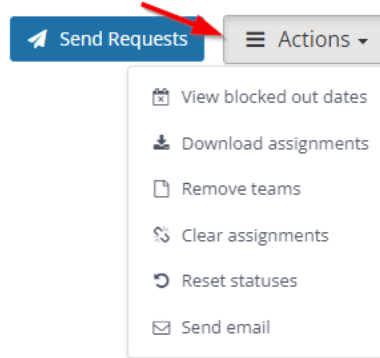 Send Requests
Actions
View blocked out dates
Download assignments
Remove teams
Clear assignments
Reset statuses
Send email